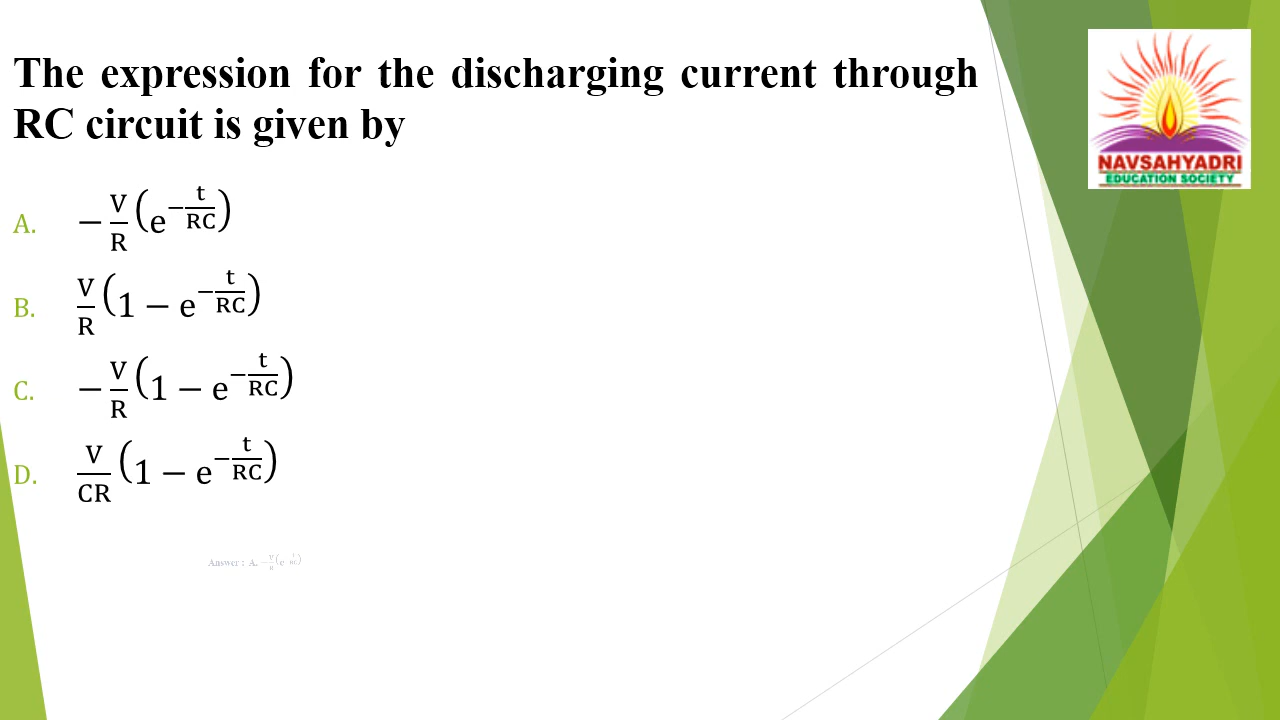 The expression for the discharging current through
RC circuit is given by
NAVSAHYADRI
EDUCATION SOCIETY
A. −V/R(e^(−t/RC))
B. V/R(1 − e^(−t/RC))
C. −V/R(1 − e^(−t/RC))
D. V/CR(1 − e^(−t/RC))
Answer : A. −V/R(e^(−t/RC))